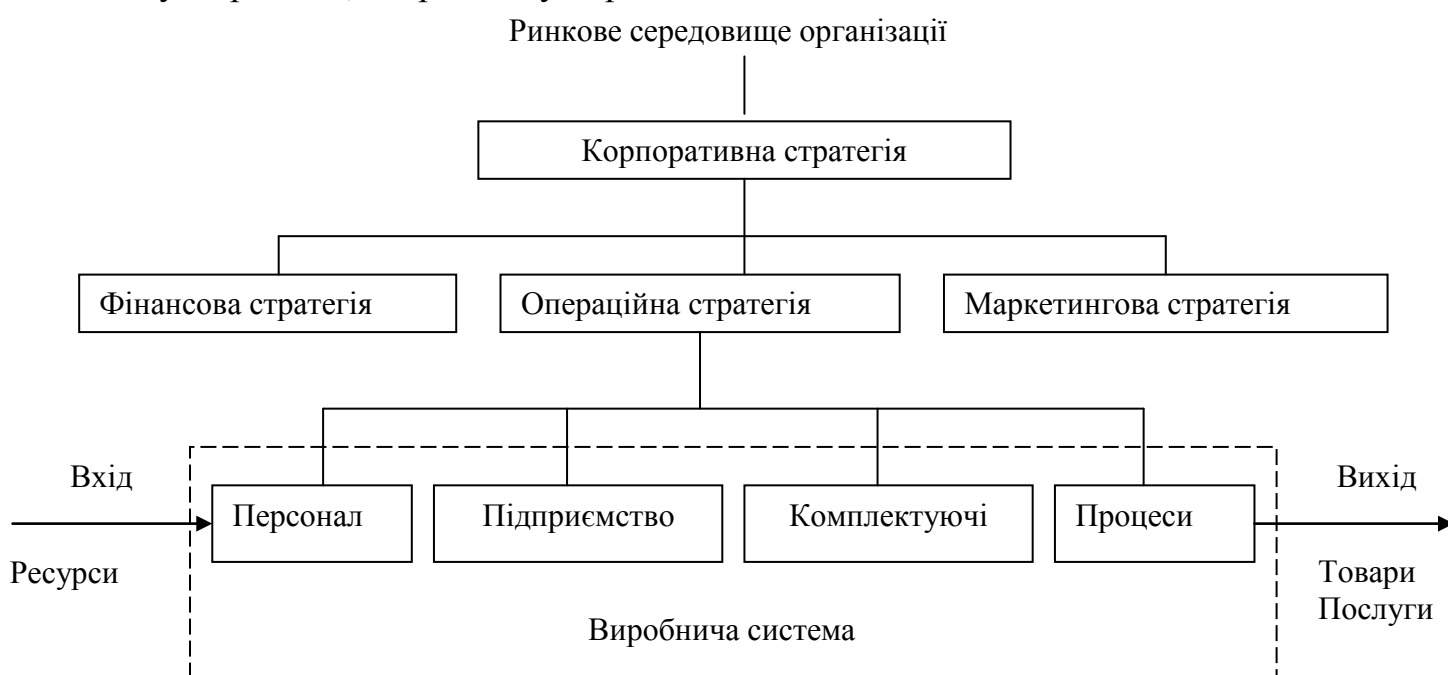 Ринкове середовище організації
Корпоративна стратегія
Фінансова стратегія
Операційна стратегія
Маркетингова стратегія
Вхід
Вихід
Персонал
Підприємство
Комплектуючі
Процеси
Ресурси
Товари
Послуги
Виробнича система